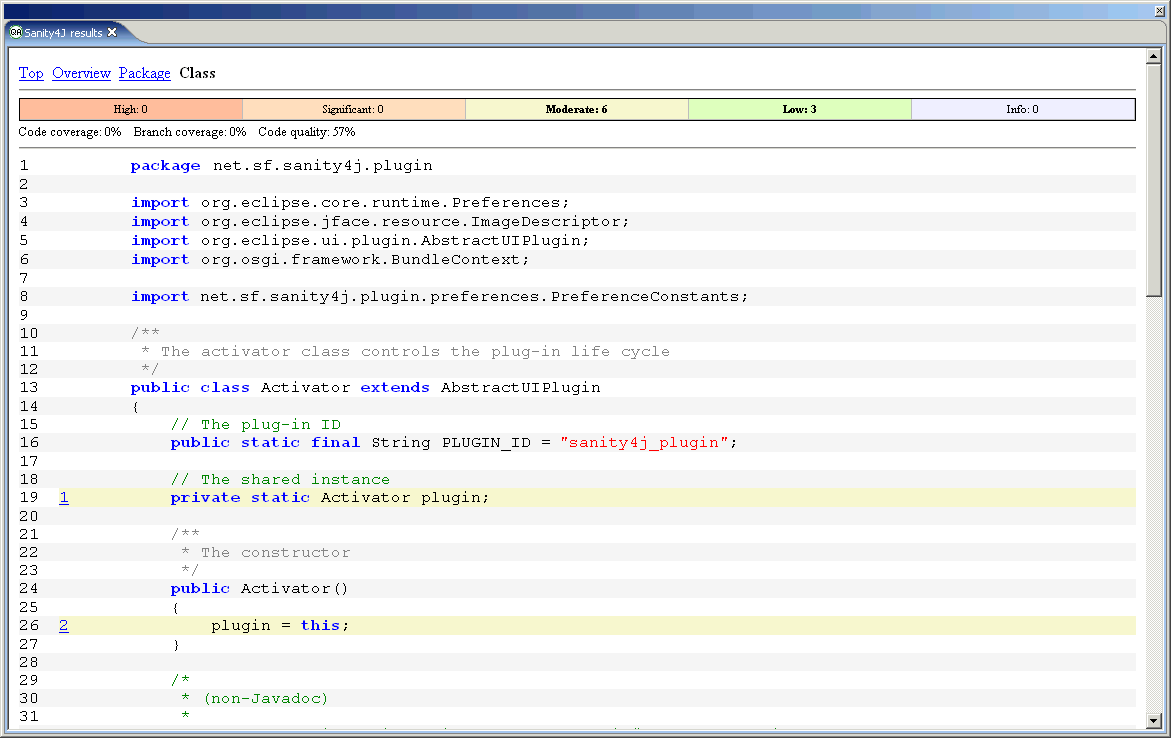 Sanity4J results
Top Overview Package Class
High: 0 Significant: 0 Moderate: 6 Low: 3 Info: 0
Code coverage: 0% Branch coverage: 0% Code quality: 57%
1 package net.sf.sanity4j.plugin
2
3 import org.eclipse.core.runtime.Preferences;
4 import org.eclipse.jface.resource.ImageDescriptor;
5 import org.eclipse.ui.plugin.AbstractUIPlugin;
6 import org.osgi.framework.BundleContext;
7
8 import net.sf.sanity4j.plugin.preferences.PreferenceConstants;
9
10 /**
11 * The activator class controls the plug-in life cycle
12 */
13 public class Activator extends AbstractUIPlugin
14 {
15 // The plug-in ID
16 public static final String PLUGIN_ID = "sanity4j_plugin";
17
18 // The shared instance
19 1 private static Activator plugin;
20
21 /**
22 * The constructor
23 */
24 public Activator()
25 {
26 2 plugin = this;
27 }
28
29 /*
30 * (non-Javadoc)
31 *